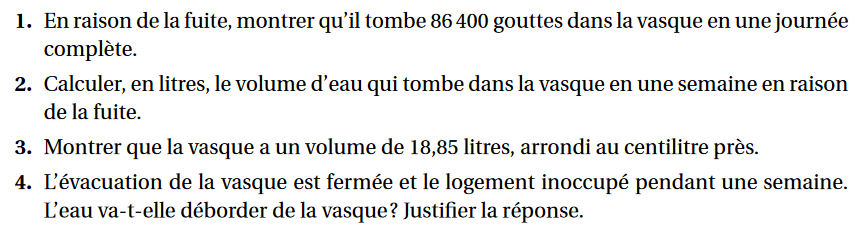 1. En raison de la fuite, montrer qu’il tombe 86 400 gouttes dans la vasque en une journée
complète.
2. Calculer, en litres, le volume d’eau qui tombe dans la vasque en une semaine en raison
de la fuite.
3. Montrer que la vasque a un volume de 18,85 litres, arrondi au centilitre près.
4. L’évacuation de la vasque est fermée et le logement inoccupé pendant une semaine.
L’eau va-t-elle déborder de la vasque? Justifier la réponse.